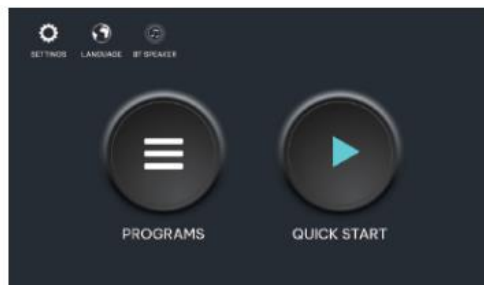 SETTINGS LANGUAGE BT SPEAKER
PROGRAMS QUICK START